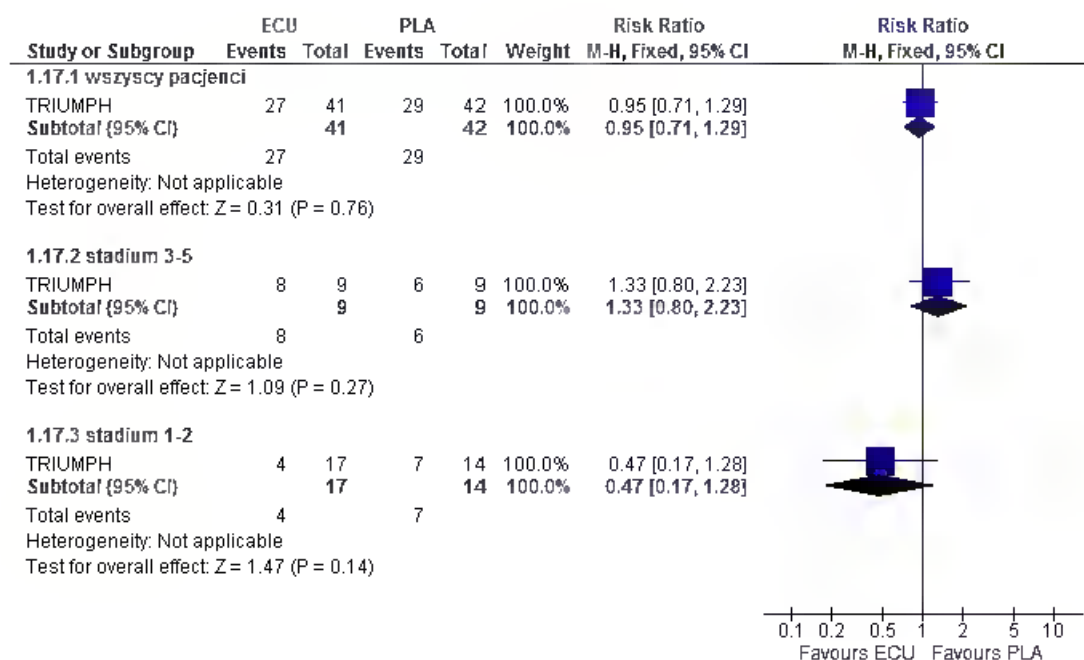 ECU PLA Risk Ratio Risk Ratio
Study or Subgroup Events Total Events Total Weight M-H, Fixed, 95% CI M-H, Fixed, 95% CI
1.17.1 wszyscy pacjenci
TRIUMPH 27 41 29 42 100.0% 0.95 [0.71, 1.29]
Subtotal (95% CI) 41 42 100.0% 0.95 [0.71, 1.29]
Total events 27 29
Heterogeneity: Not applicable
Test for overall effect: Z = 0.31 (P = 0.76)
1.17.2 stadium 3-5
TRIUMPH 8 9 6 9 100.0% 1.33 [0.80, 2.23]
Subtotal (95% CI) 9 9 100.0% 1.33 [0.80, 2.23]
Total events 8 6
Heterogeneity: Not applicable
Test for overall effect: Z = 1.09 (P = 0.27)
1.17.3 stadium 1-2
TRIUMPH 4 17 7 14 100.0% 0.47 [0.17, 1.28]
Subtotal (95% CI) 17 14 100.0% 0.47 [0.17, 1.28]
Total events 4 7
Heterogeneity: Not applicable
Test for overall effect: Z = 1.47 (P = 0.14)
0.1 0.2 0.5 1 2 5 10
Favours ECU Favours PLA